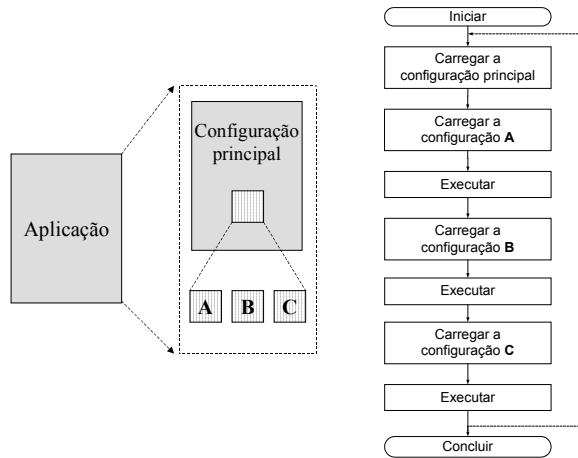 Aplicação
Configuração
principal
A
B
C
Iniciar
Carregar a
configuração principal
Carregar a
configuração A
Executar
Carregar a
configuração B
Executar
Carregar a
configuração C
Executar
Concluir